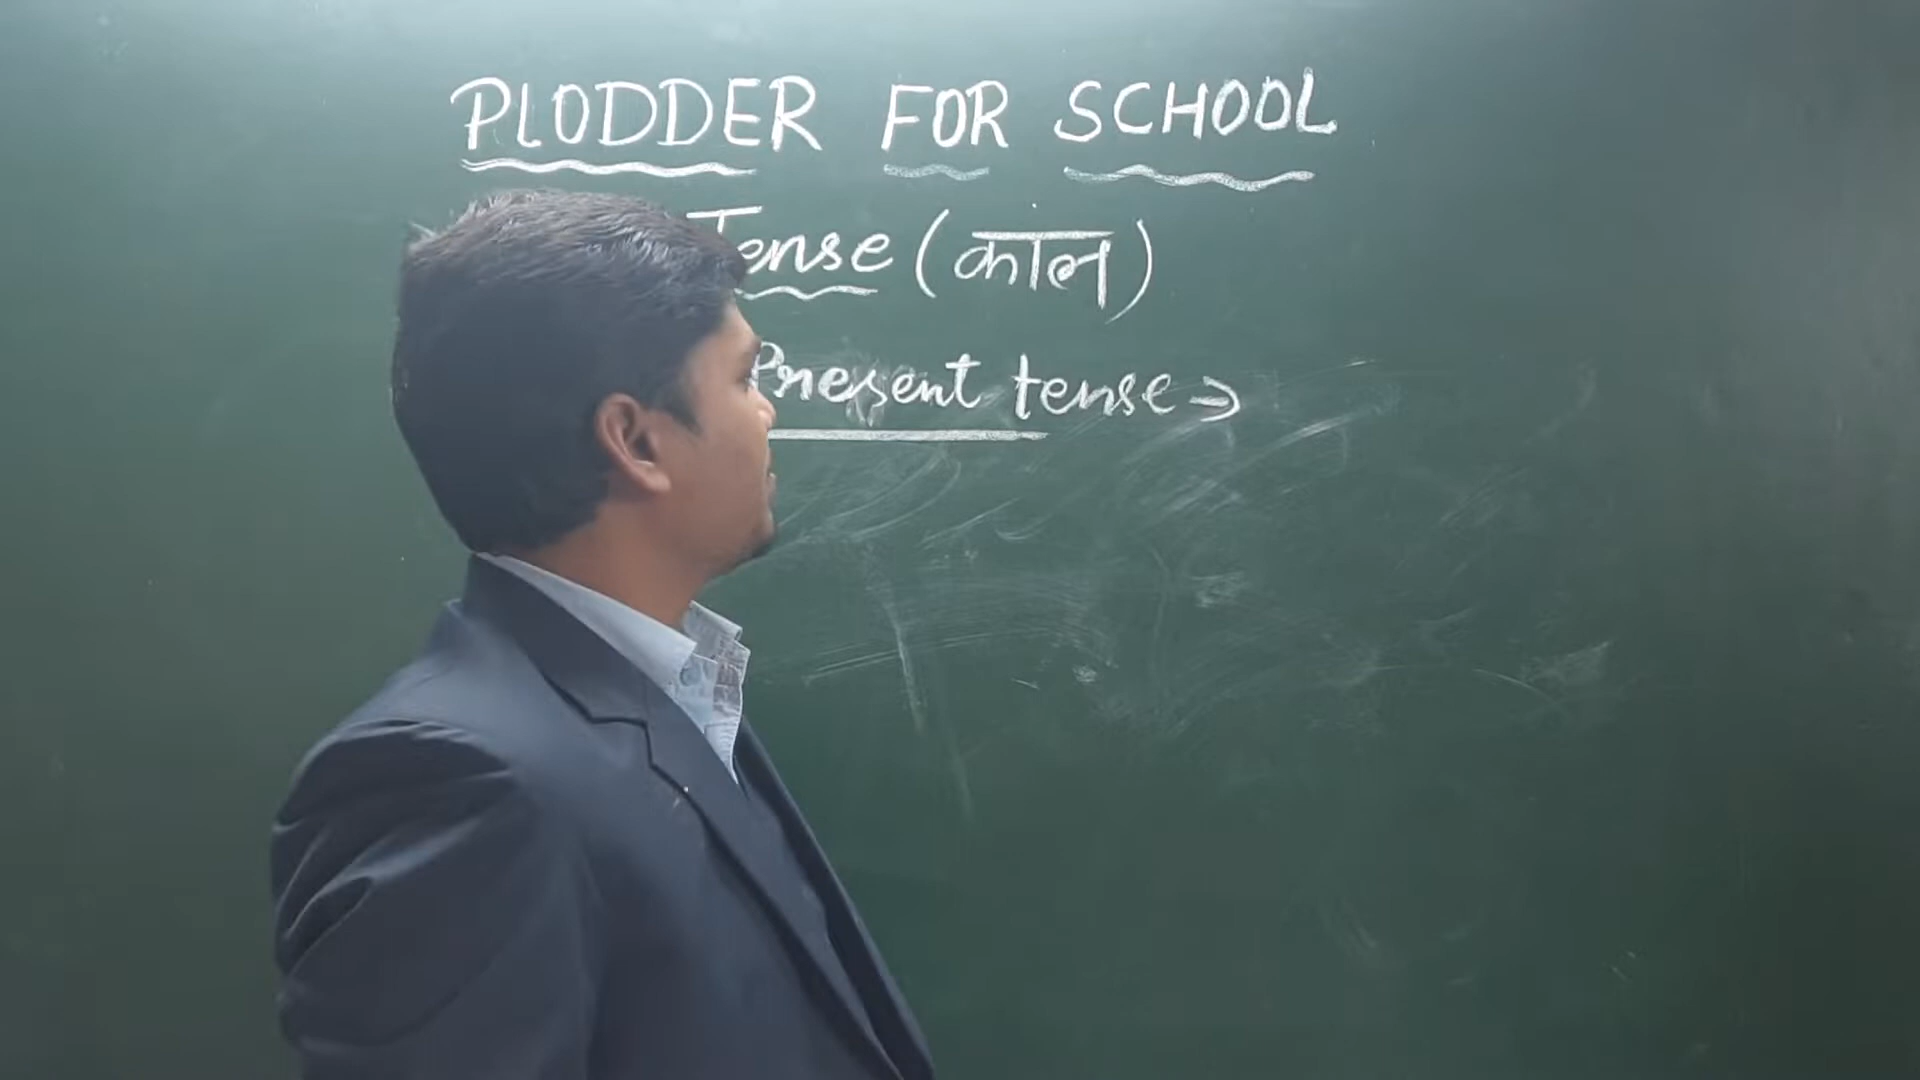 PLODDER FOR SCHOOL
Tense (काल)
Present tense →